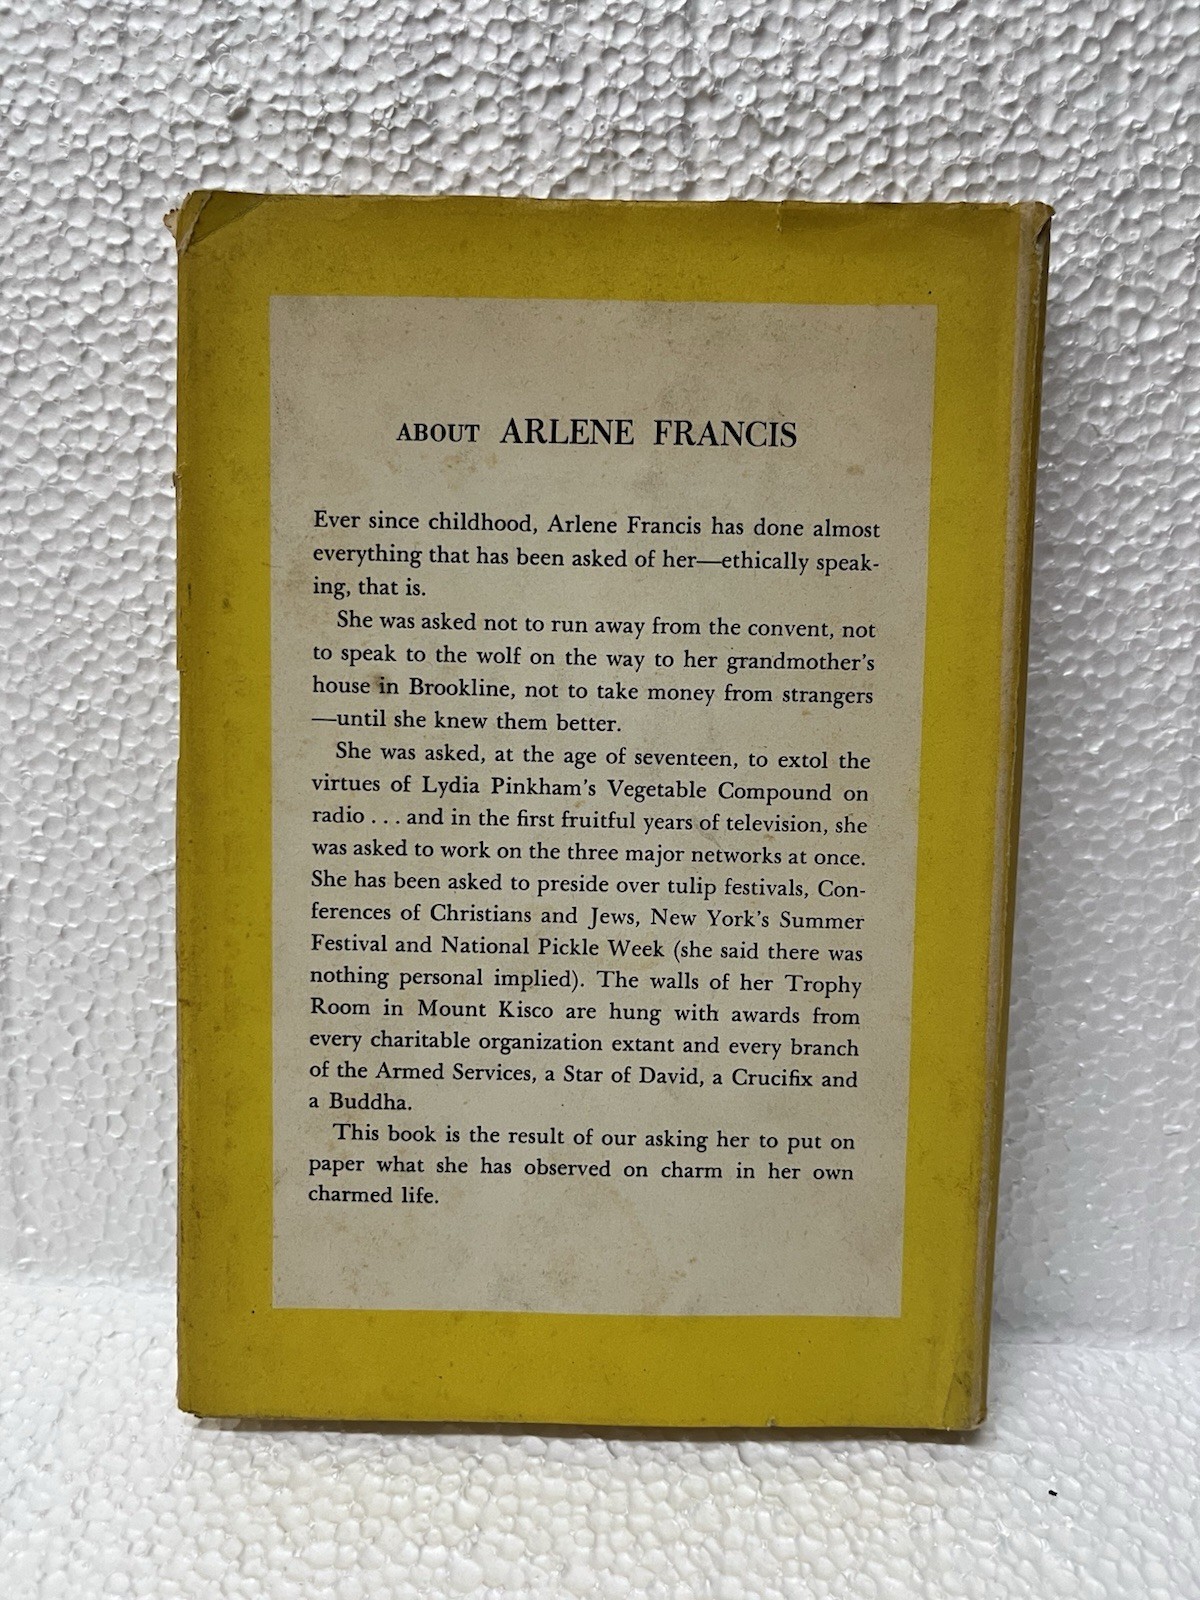 ABOUT ARLENE FRANCIS
Ever since childhood, Arlene Francis has done almost
everything that has been asked of her—ethically speak-
ing, that is.
She was asked not to run away from the convent, not
to speak to the wolf on the way to her grandmother's
house in Brookline, not to take money from strangers
—until she knew them better.
She was asked, at the age of seventeen, to extol the
virtues of Lydia Pinkham's Vegetable Compound on
radio . . . and in the first fruitful years of television, she
was asked to work on the three major networks at once.
She has been asked to preside over tulip festivals, Con-
ferences of Christians and Jews, New York's Summer
Festival and National Pickle Week (she said there was
nothing personal implied). The walls of her Trophy
Room in Mount Kisco are hung with awards from
every charitable organization extant and every branch
of the Armed Services, a Star of David, a Crucifix and
a Buddha.
This book is the result of our asking her to put on
paper what she has observed on charm in her own
charmed life.